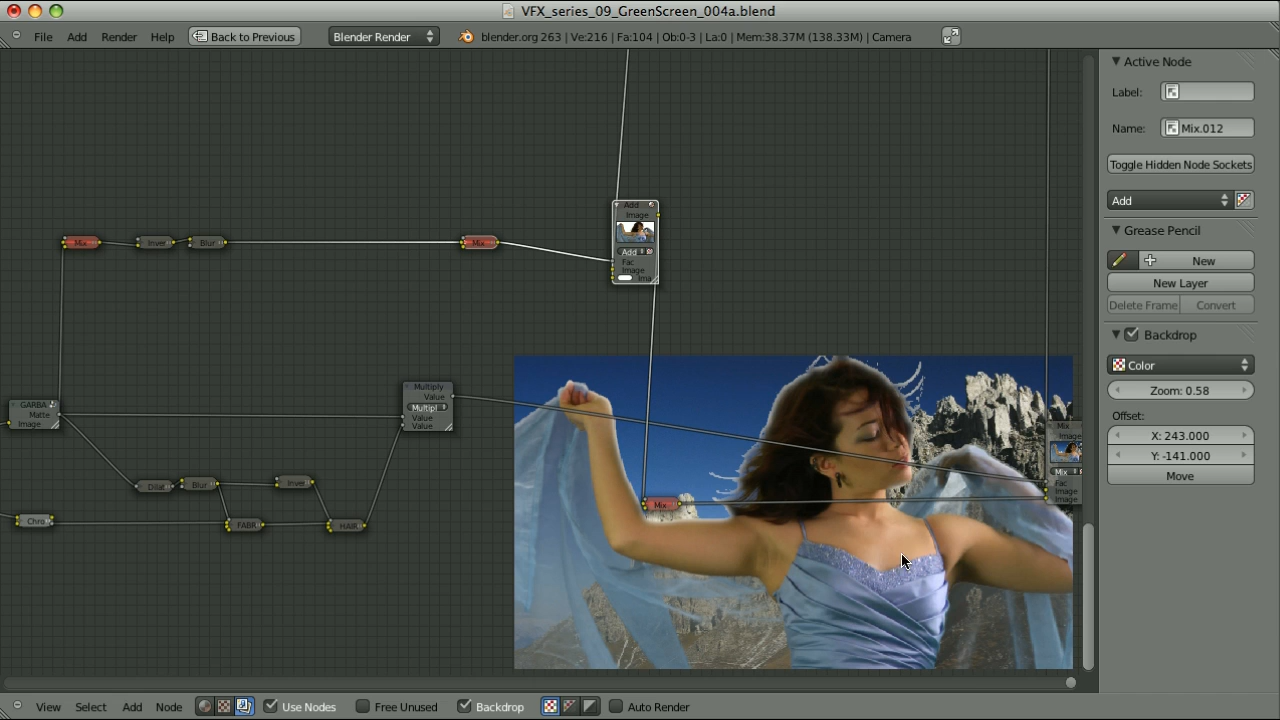 VFX_series_09_GreenScreen_004a.blend
File Add Render Help Back to Previous Blender Render blender.org 263 | Ve:216 | Fa:104 | Ob:0-3 | La:0 | Mem:38.37M (138.33M) | Camera
Active Node
Label:
Name: Mix.012
Toggle Hidden Node Sockets
Add
Grease Pencil
New
New Layer
Delete Frame Convert
Backdrop
Color
Zoom: 0.58
Offset:
X: 243.000
Y: -141.000
Move
Add
Image
Add
Fac
Image
Ima
Mix Inver Blur Mix
GARBA
Matte
Image
Multiply
Value
Multipl
Value
Value
Dilat Blur Inver
Chro FABR HAIR
Mix
Mix
Image
Mix
Fac
Image
Image
View Select Add Node Use Nodes Free Unused Backdrop Auto Render